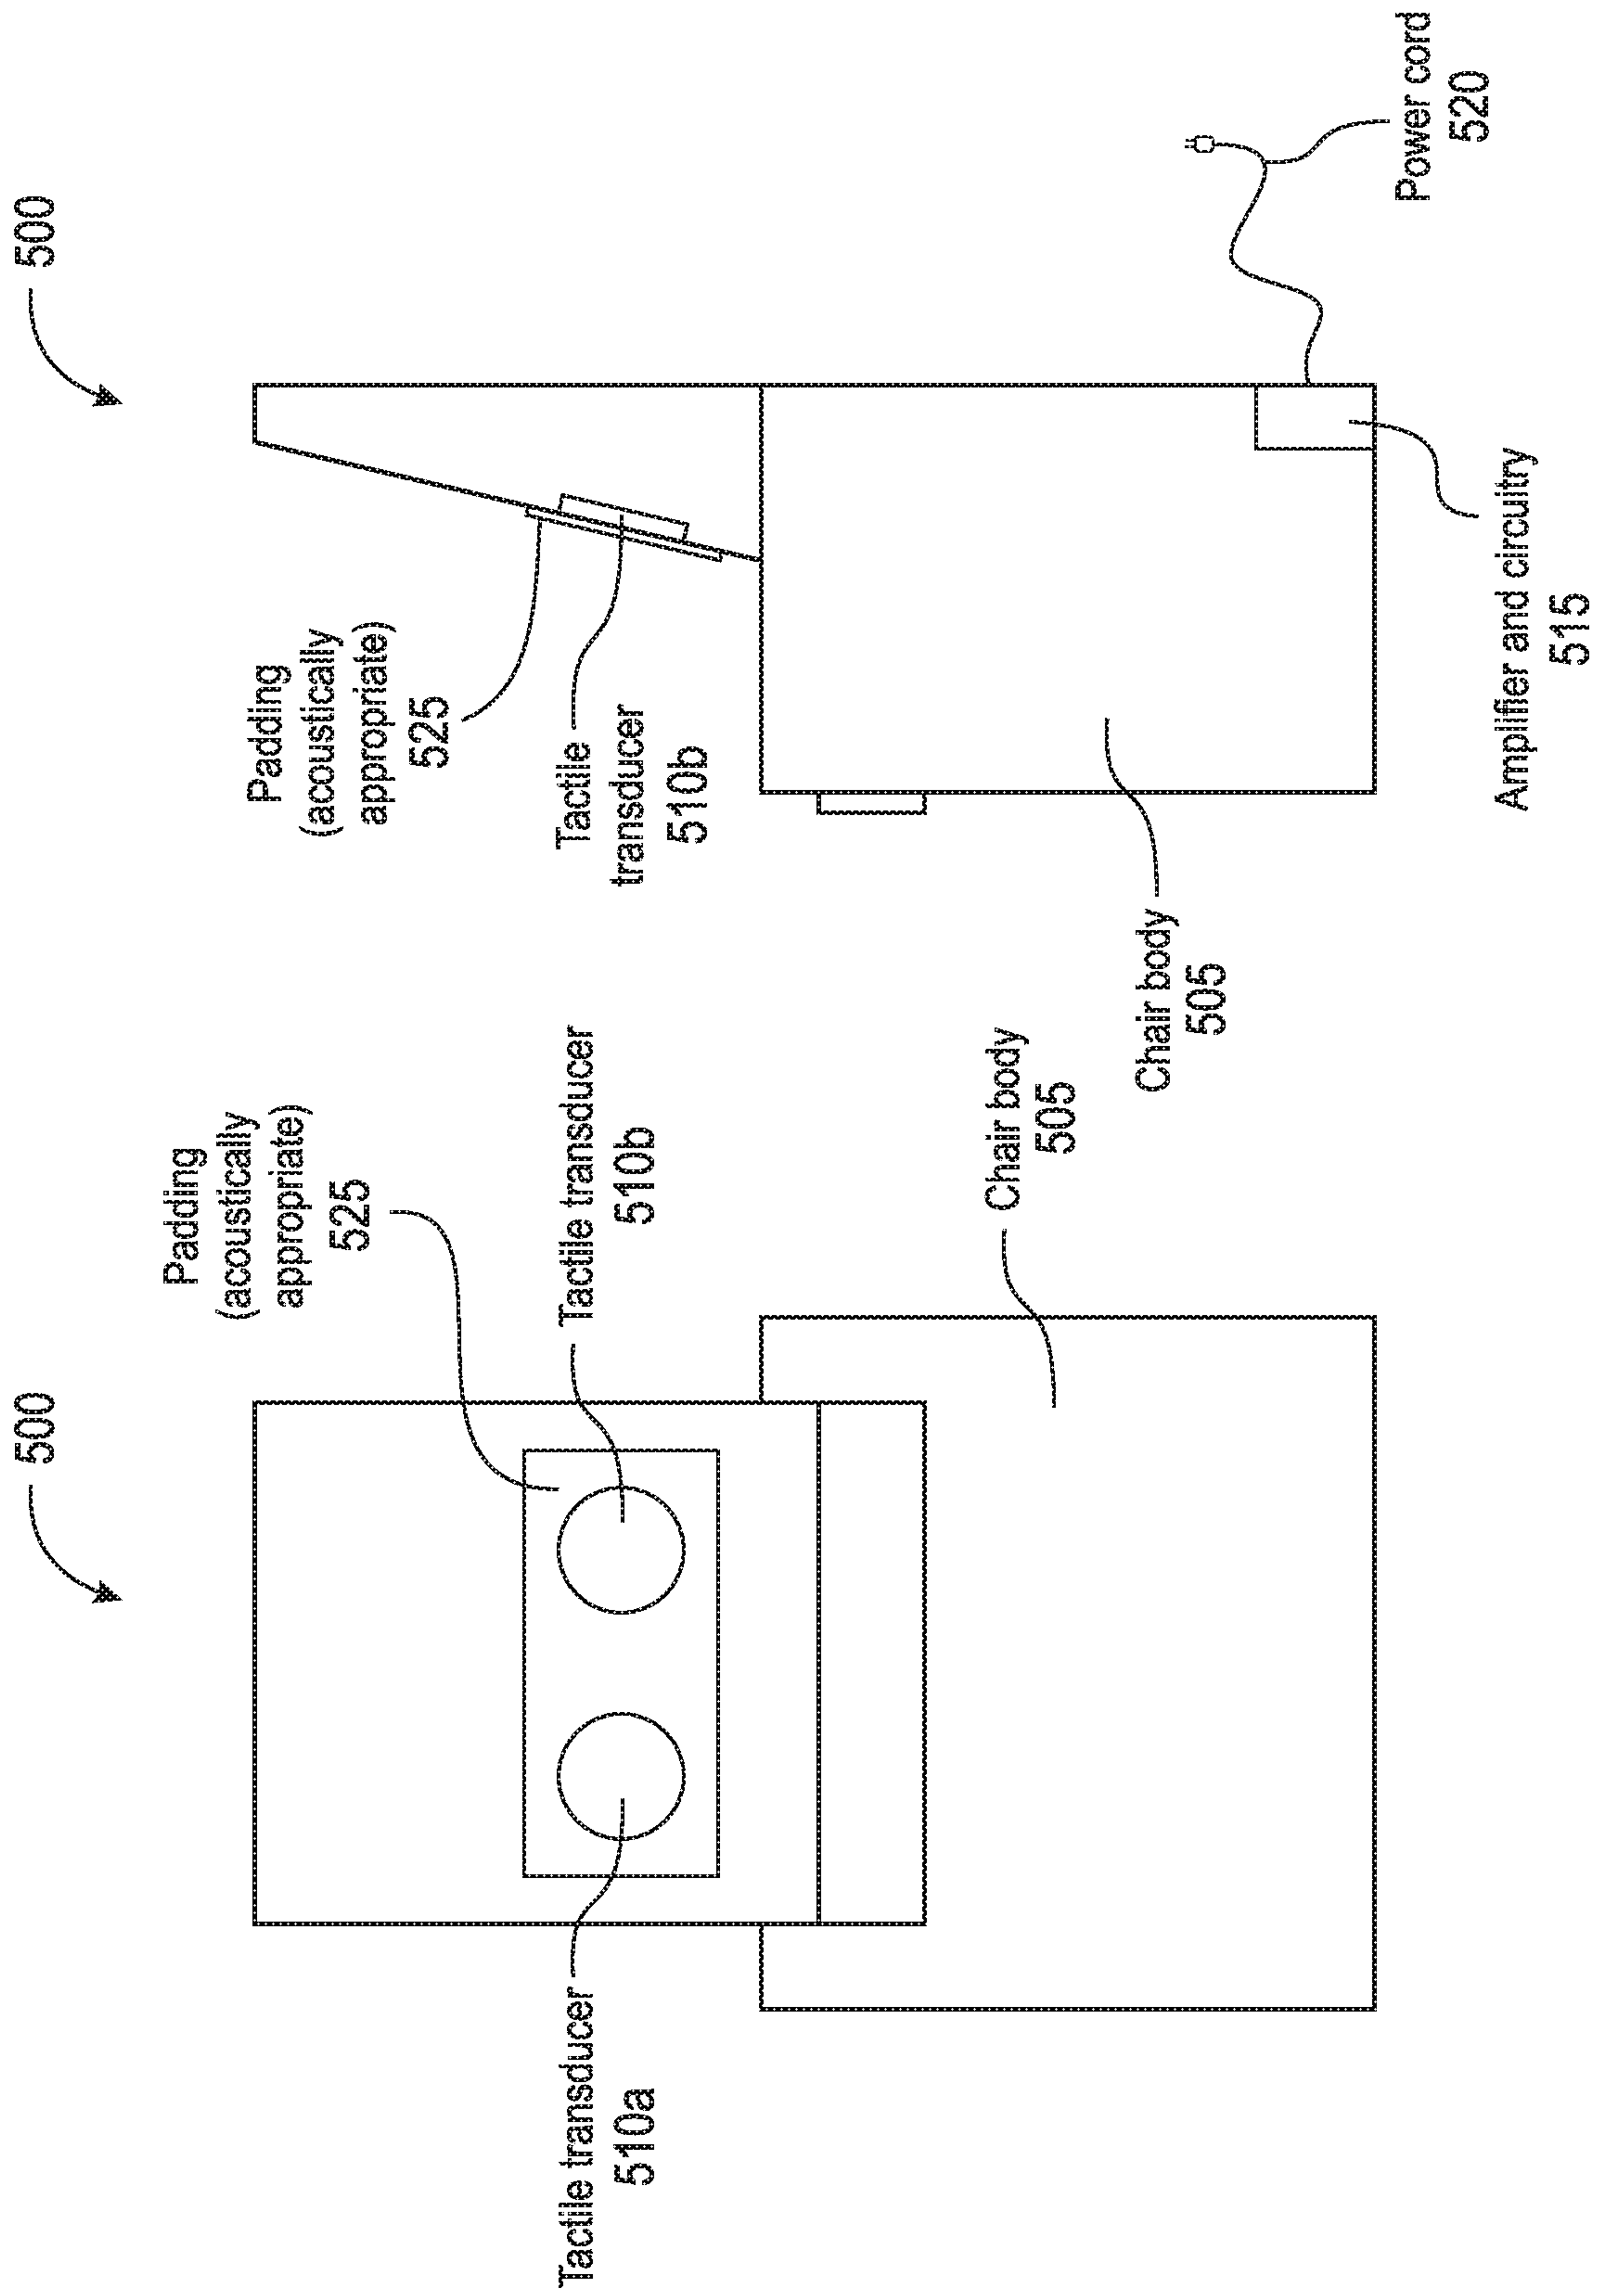 500
Padding
(acoustically
appropriate)
525
Tactile transducer
510a
Tactile transducer
510b
Chair body
505
500
Padding
(acoustically
appropriate)
525
Tactile
transducer
510b
Chair body
505
Amplifier and circuitry
515
Power cord
520